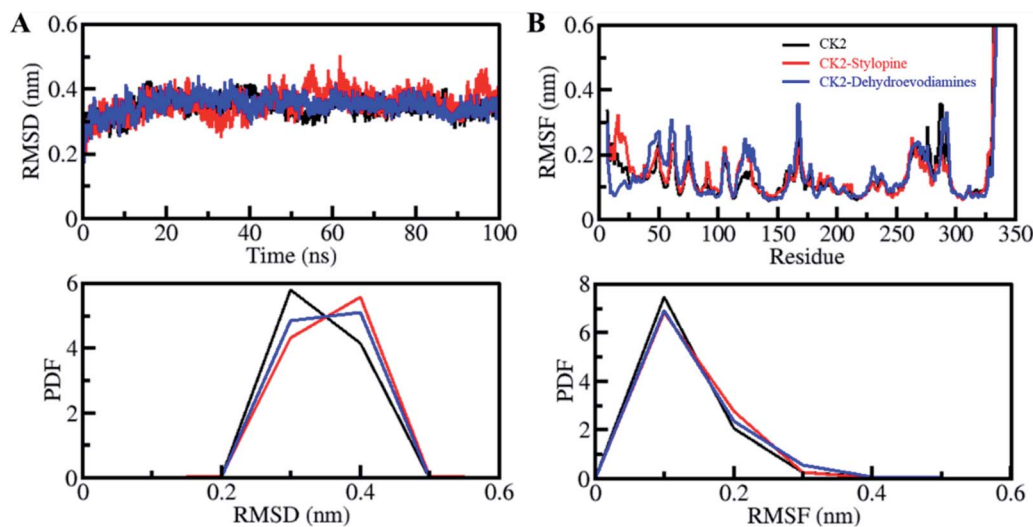 A
B
0.6
0.4
0.2
0
RMSD (nm)
0 20 40 60 80 100
Time (ns)
0.6
0.4
0.2
0
RMSF (nm)
CK2
CK2-Stylopine
CK2-Dehydroevodiamines
0 50 100 150 200 250 300 350
Residue
6
4
2
0
PDF
0 0.2 0.4 0.6
RMSD (nm)
8
6
4
2
0
PDF
0 0.2 0.4 0.6
RMSF (nm)